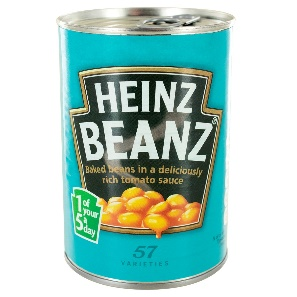 HEINZ
BEANZ
Baked beans in a deliciously
rich tomato sauce
1 of
your
5 a
day
57
VARIETIES